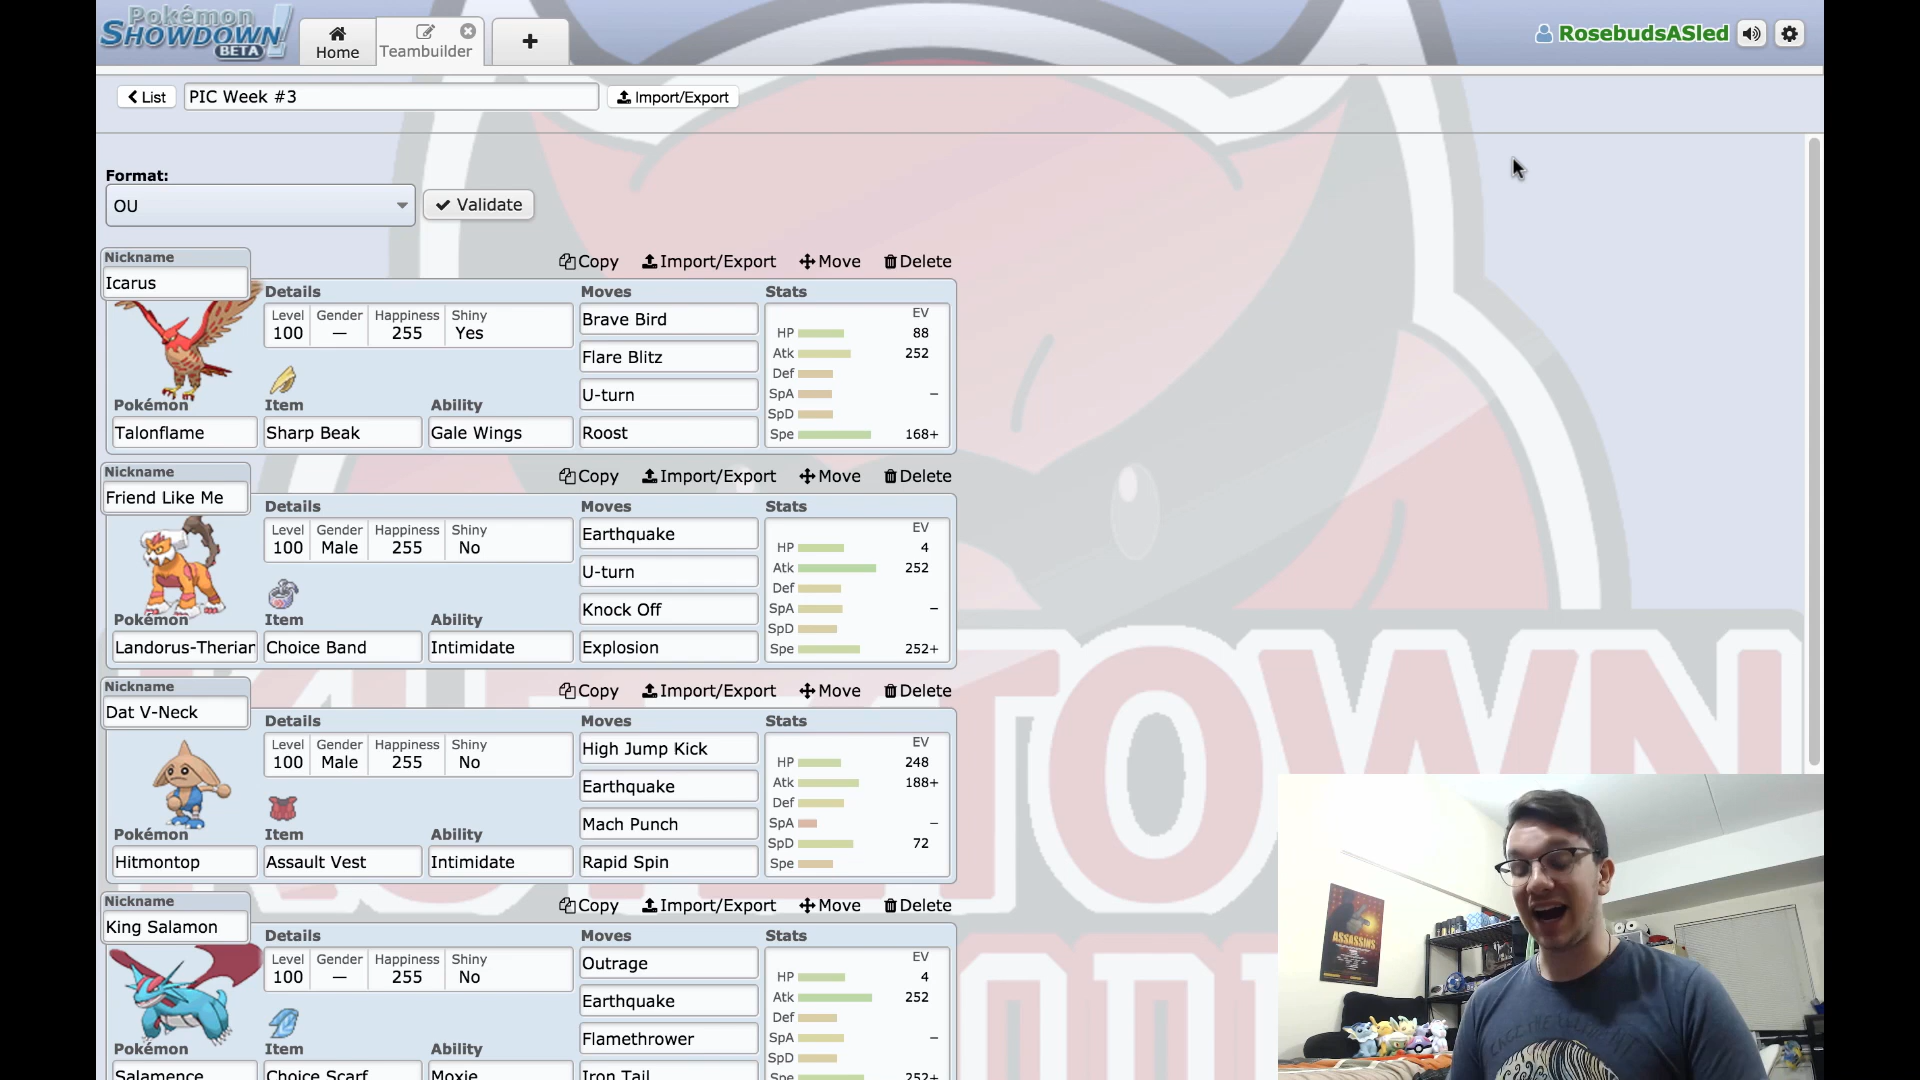 Pokémon
SHOWDOWN!
BETA
Home
Teambuilder
+
RosebudsASled
List
PIC Week #3
Import/Export
Format:
OU
Validate
Nickname
Icarus
Copy Import/Export Move Delete
Details
Moves
Stats
Level Gender Happiness Shiny
100 — 255 Yes
Brave Bird
Flare Blitz
U-turn
Roost
EV
HP 88
Atk 252
Def
SpA –
SpD
Spe 168+
Pokémon Item Ability
Talonflame Sharp Beak Gale Wings
Nickname
Friend Like Me
Copy Import/Export Move Delete
Details
Moves
Stats
Level Gender Happiness Shiny
100 Male 255 No
Earthquake
U-turn
Knock Off
Explosion
EV
HP 4
Atk 252
Def
SpA –
SpD
Spe 252+
Pokémon Item Ability
Landorus-Therian Choice Band Intimidate
Nickname
Dat V-Neck
Copy Import/Export Move Delete
Details
Moves
Stats
Level Gender Happiness Shiny
100 Male 255 No
High Jump Kick
Earthquake
Mach Punch
Rapid Spin
EV
HP 248
Atk 188+
Def
SpA –
SpD 72
Spe
Pokémon Item Ability
Hitmontop Assault Vest Intimidate
Nickname
King Salamon
Copy Import/Export Move Delete
Details
Moves
Stats
Level Gender Happiness Shiny
100 — 255 No
Outrage
Earthquake
Flamethrower
Iron Tail
EV
HP 4
Atk 252
Def
SpA –
SpD
Spe 252+
Pokémon Item Ability
Salamence Choice Scarf Moxie
TOWN
ASSASSINS